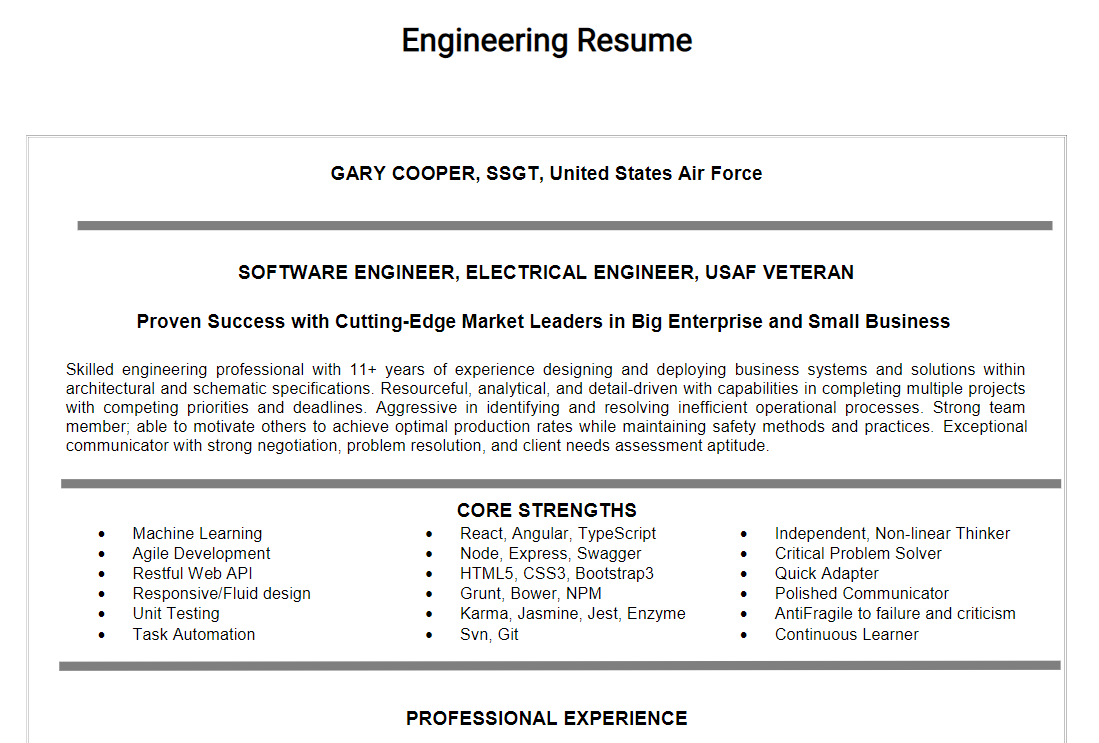 Engineering Resume
GARY COOPER, SSGT, United States Air Force
SOFTWARE ENGINEER, ELECTRICAL ENGINEER, USAF VETERAN
Proven Success with Cutting-Edge Market Leaders in Big Enterprise and Small Business
Skilled engineering professional with 11+ years of experience designing and deploying business systems and solutions within
architectural and schematic specifications. Resourceful, analytical, and detail-driven with capabilities in completing multiple projects
with competing priorities and deadlines. Aggressive in identifying and resolving inefficient operational processes. Strong team
member; able to motivate others to achieve optimal production rates while maintaining safety methods and practices. Exceptional
communicator with strong negotiation, problem resolution, and client needs assessment aptitude.
CORE STRENGTHS
• Machine Learning
• Agile Development
• Restful Web API
• Responsive/Fluid design
• Unit Testing
• Task Automation
• React, Angular, TypeScript
• Node, Express, Swagger
• HTML5, CSS3, Bootstrap3
• Grunt, Bower, NPM
• Karma, Jasmine, Jest, Enzyme
• Svn, Git
• Independent, Non-linear Thinker
• Critical Problem Solver
• Quick Adapter
• Polished Communicator
• AntiFragile to failure and criticism
• Continuous Learner
PROFESSIONAL EXPERIENCE